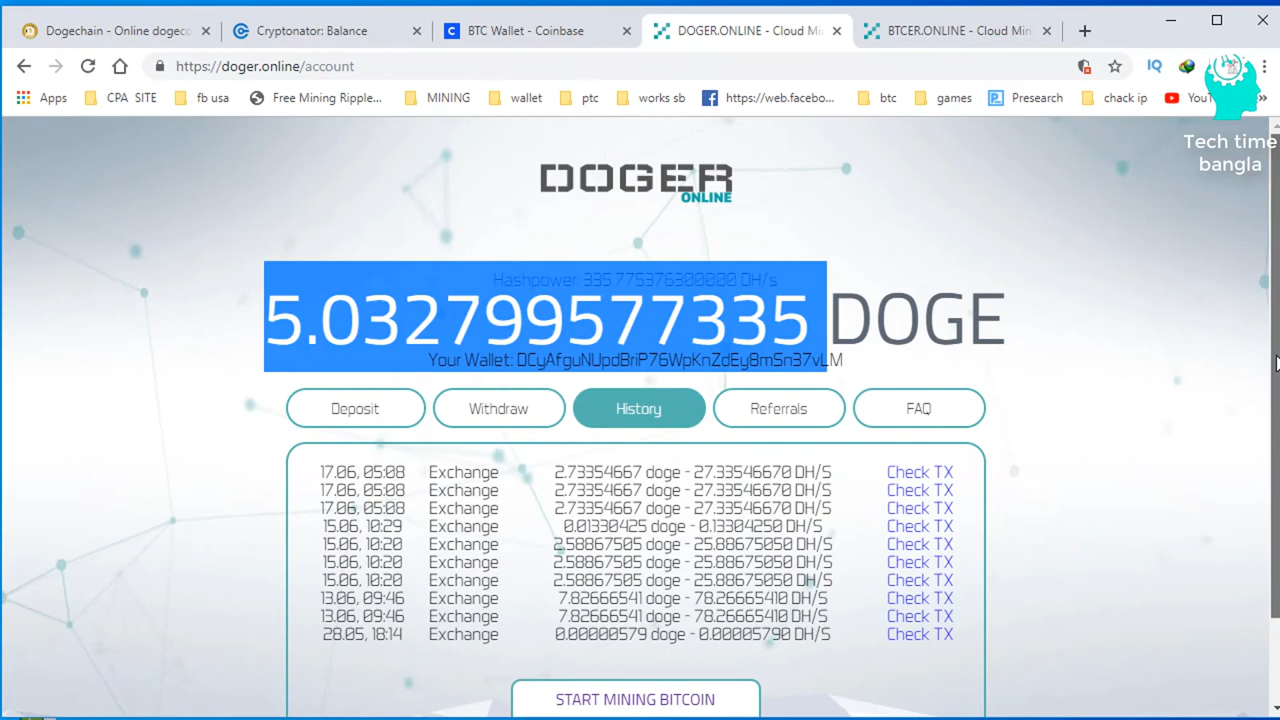 Dogechain - Online dogeco
Cryptonator: Balance
BTC Wallet - Coinbase
DOGER.ONLINE - Cloud Mi
BTCER.ONLINE - Cloud Min
https://doger.online/account
IQ
Apps
CPA SITE
fb usa
Free Mining Ripple...
MINING
wallet
ptc
works sb
https://web.facebo...
btc
games
Presearch
chack ip
YouT
Tech time
bangla
DOGER
ONLINE
Hashpower: 335.775376300000 DH/s
5.032799577335 DOGE
Your Wallet: DCyAfguNUpdBriP76WpKnZdEy8mSn37vLM
Deposit Withdraw History Referrals FAQ
17.06, 05:08 Exchange 2.73354667 doge - 27.33546670 DH/S Check TX
17.06, 05:08 Exchange 2.73354667 doge - 27.33546670 DH/S Check TX
17.06, 05:08 Exchange 2.73354667 doge - 27.33546670 DH/S Check TX
15.06, 10:29 Exchange 0.01330425 doge - 0.13304250 DH/S Check TX
15.06, 10:20 Exchange 2.58867505 doge - 25.88675050 DH/S Check TX
15.06, 10:20 Exchange 2.58867505 doge - 25.88675050 DH/S Check TX
15.06, 10:20 Exchange 2.58867505 doge - 25.88675050 DH/S Check TX
13.06, 09:46 Exchange 7.82666541 doge - 78.26665410 DH/S Check TX
13.06, 09:46 Exchange 7.82666541 doge - 78.26665410 DH/S Check TX
28.05, 18:14 Exchange 0.00000579 doge - 0.00005790 DH/S Check TX
START MINING BITCOIN